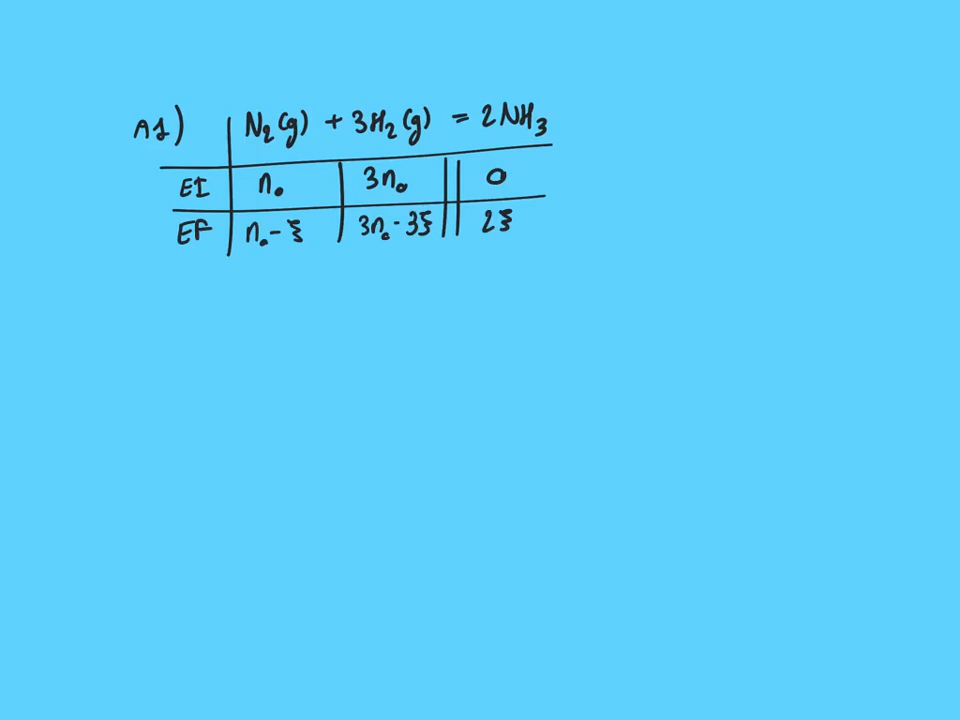 A1) N₂(g) + 3H₂(g) = 2NH₃
EI n₀ 3n₀ 0
EF n₀-ξ 3n₀-3ξ 2ξ